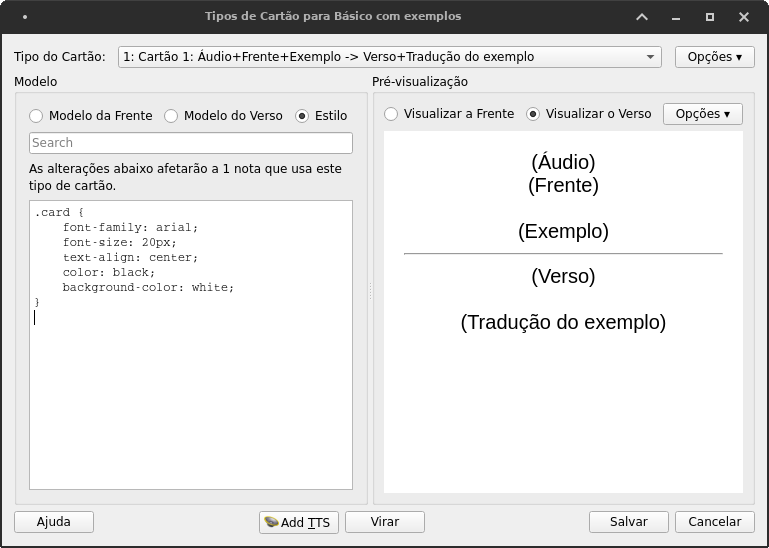 Tipos de Cartão para Básico com exemplos
Tipo do Cartão: 1: Cartão 1: Áudio+Frente+Exemplo -> Verso+Tradução do exemplo Opções ▾
Modelo
Modelo da Frente Modelo do Verso Estilo
Search
As alterações abaixo afetarão a 1 nota que usa este
tipo de cartão.
.card {
    font-family: arial;
    font-size: 20px;
    text-align: center;
    color: black;
    background-color: white;
}
Pré-visualização
Visualizar a Frente Visualizar o Verso Opções ▾
(Áudio)
(Frente)
(Exemplo)
(Verso)
(Tradução do exemplo)
Ajuda Add TTS Virar Salvar Cancelar